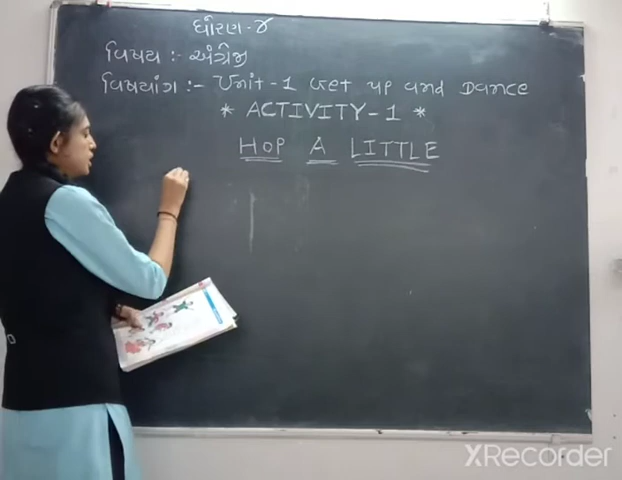 ધોરણ-૪
વિષય :- અંગ્રેજી
વિષયાંગ :- Unit-1 Get up and Dance
* ACTIVITY-1 *
HOP A LITTLE
XRecorder